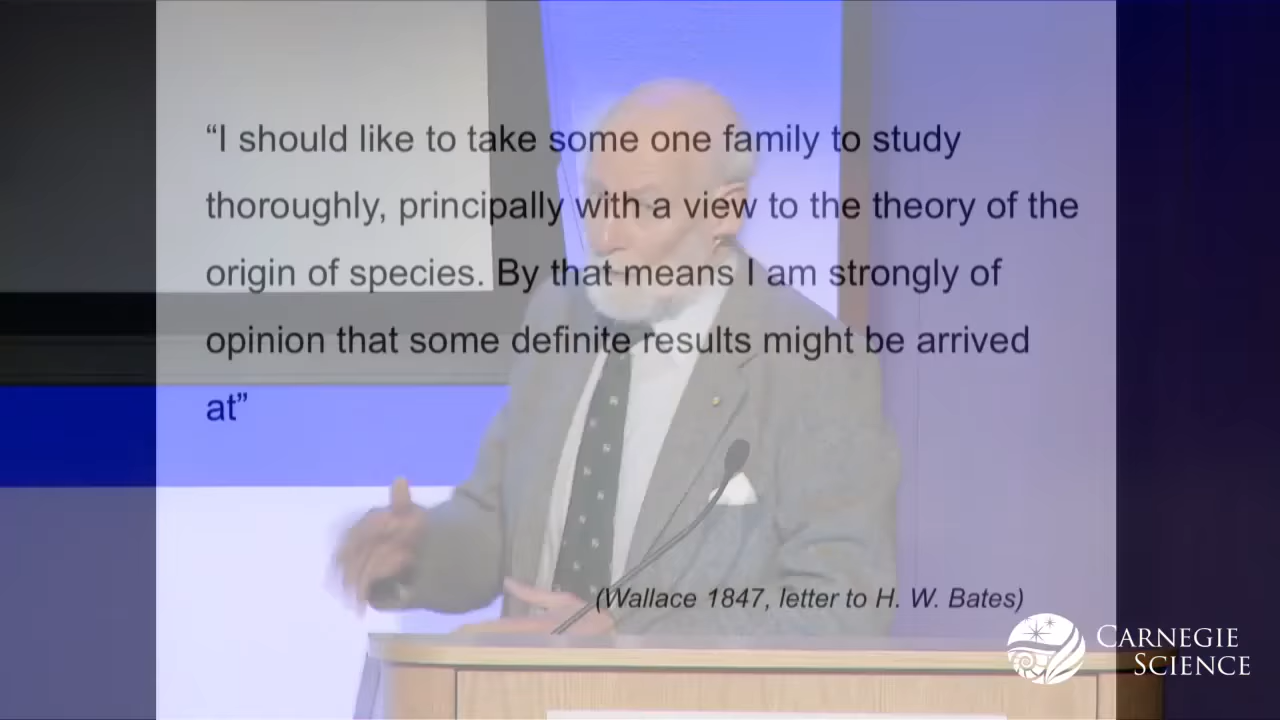 “I should like to take some one family to study
thoroughly, principally with a view to the theory of the
origin of species. By that means I am strongly of
opinion that some definite results might be arrived
at”
(Wallace 1847, letter to H. W. Bates)
CARNEGIE
SCIENCE